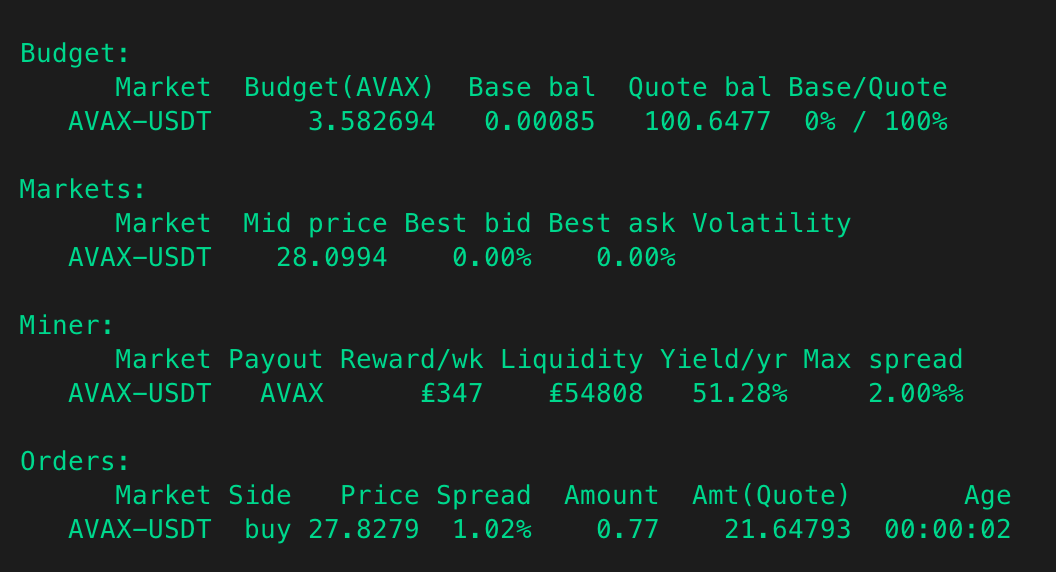 Budget:
Market Budget(AVAX) Base bal Quote bal Base/Quote
AVAX-USDT 3.582694 0.00085 100.6477 0% / 100%
Markets:
Market Mid price Best bid Best ask Volatility
AVAX-USDT 28.0994 0.00% 0.00%
Miner:
Market Payout Reward/wk Liquidity Yield/yr Max spread
AVAX-USDT AVAX ₤347 ₤54808 51.28% 2.00%%
Orders:
Market Side Price Spread Amount Amt(Quote) Age
AVAX-USDT buy 27.8279 1.02% 0.77 21.64793 00:00:02